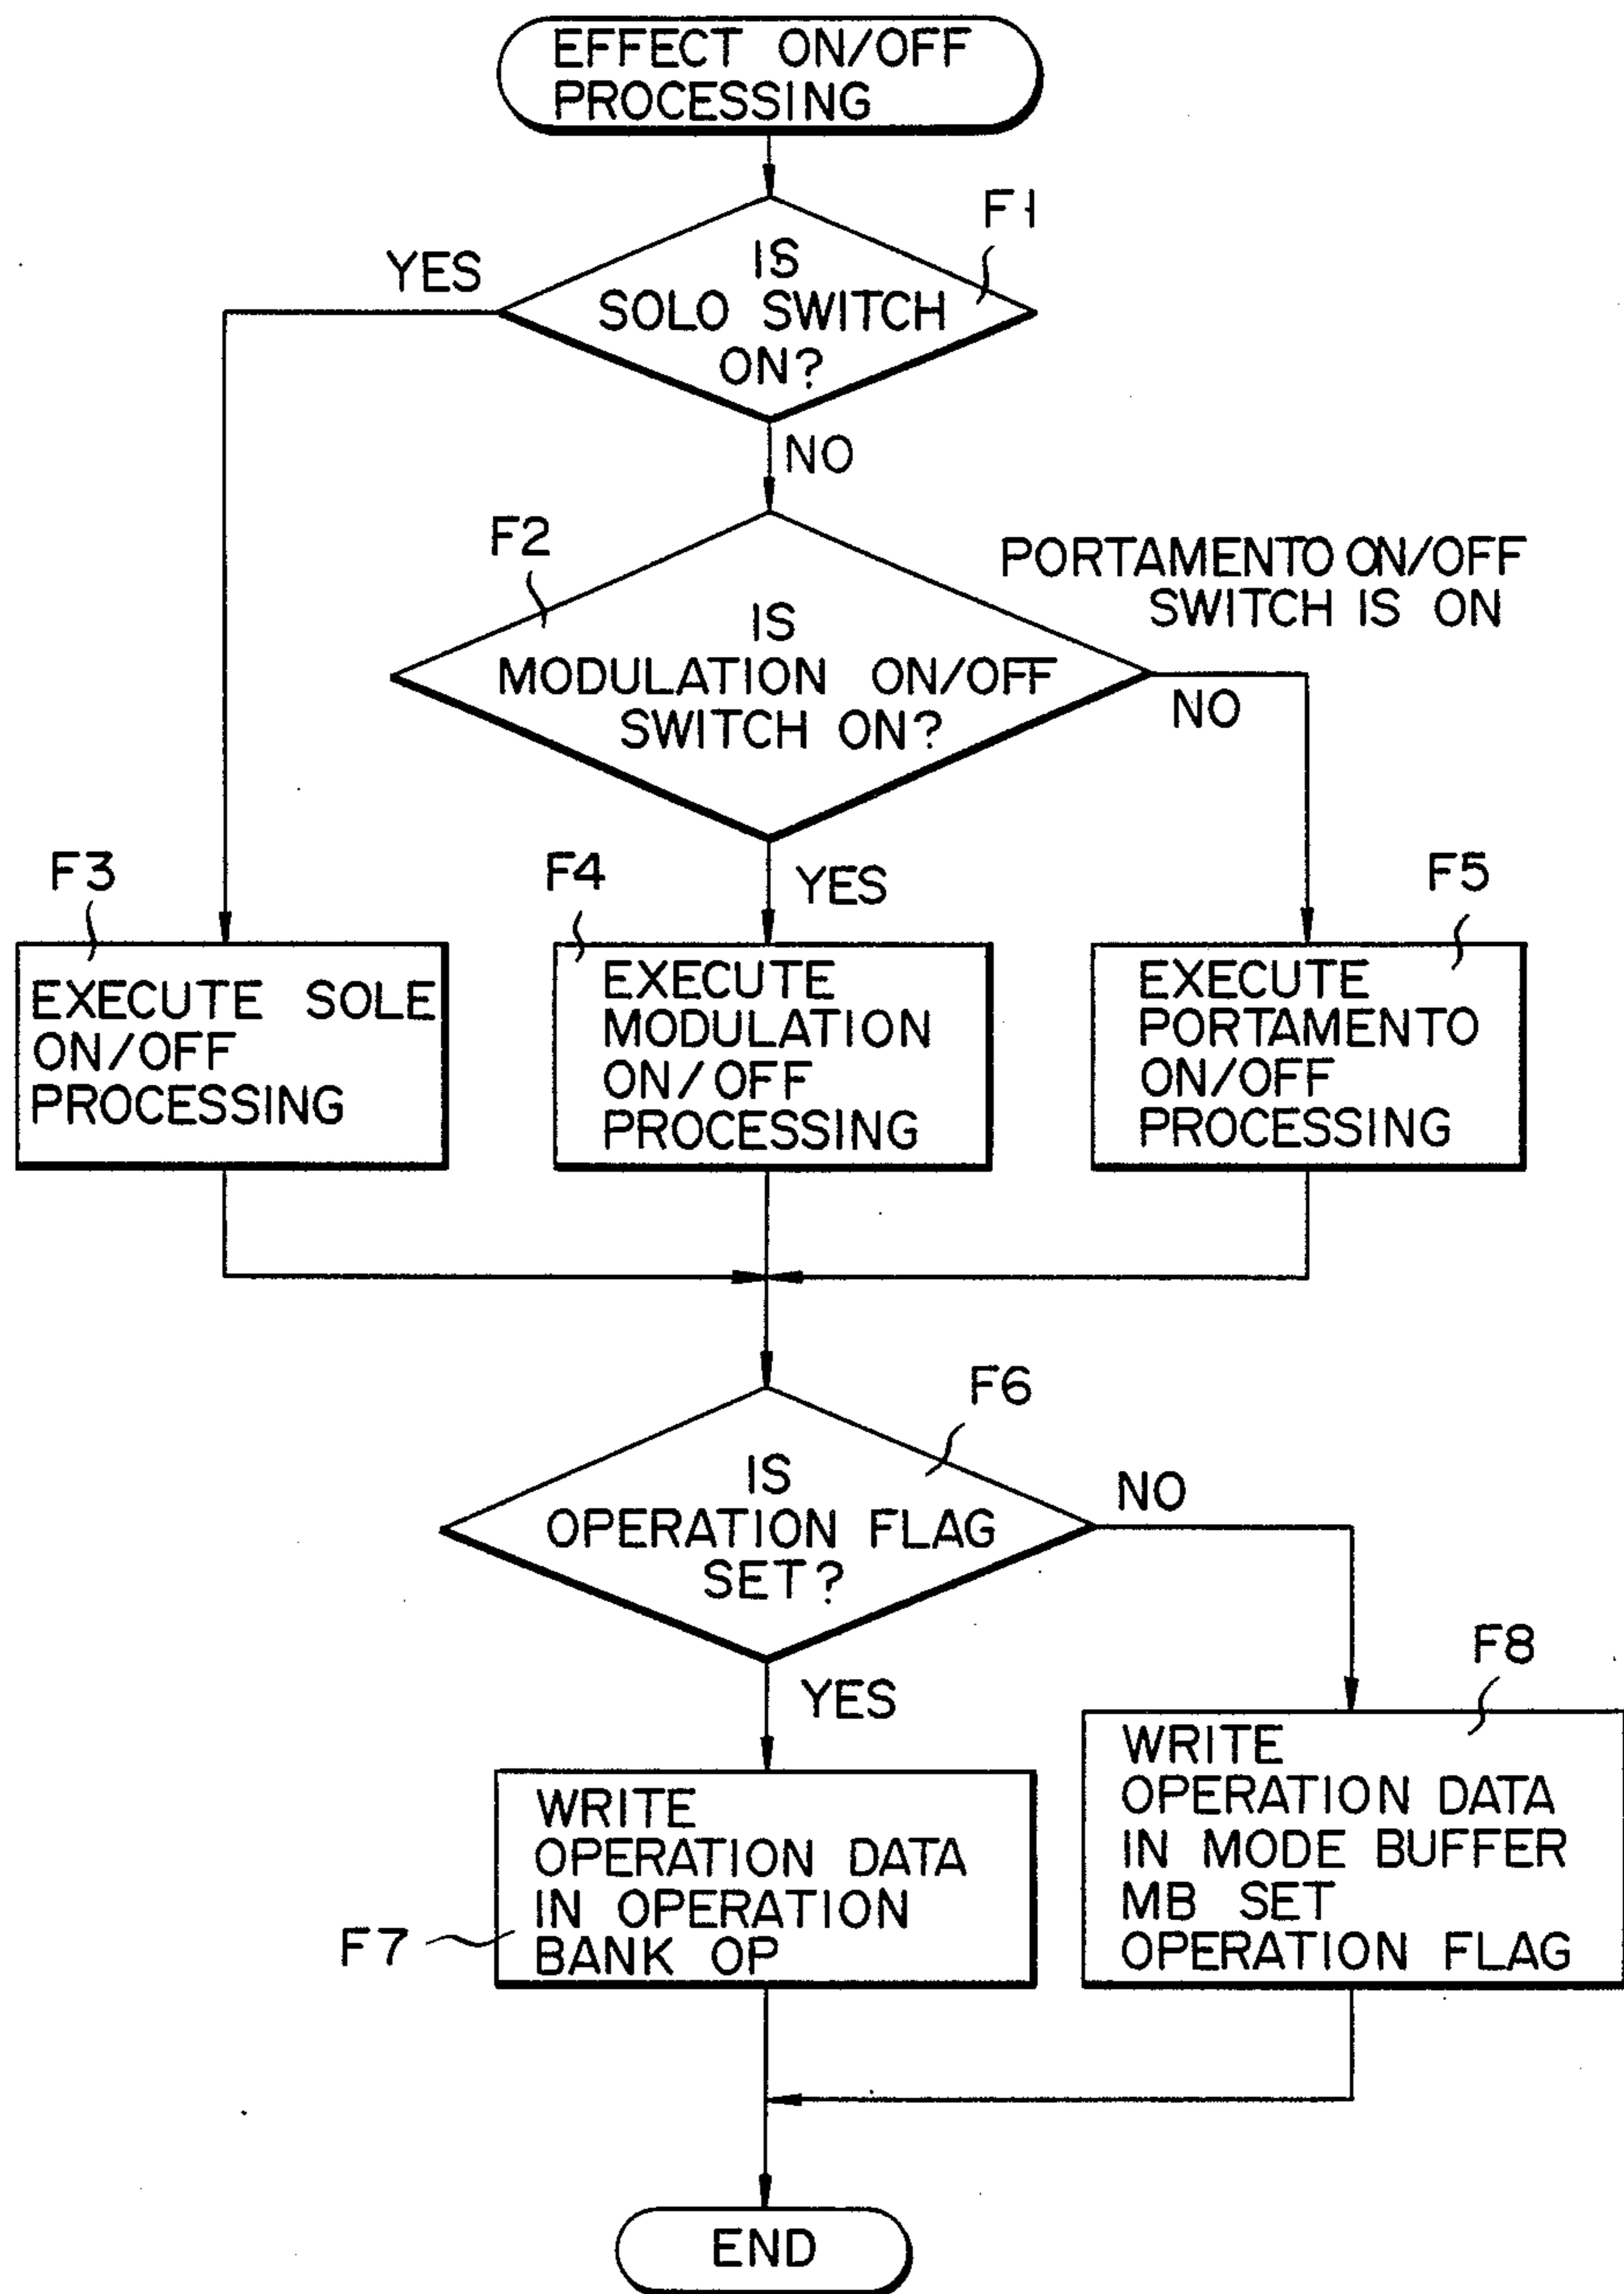 EFFECT ON/OFF
PROCESSING
F1
YES
IS
SOLO SWITCH
ON?
NO
F2
PORTAMENTO ON/OFF
SWITCH IS ON
IS
MODULATION ON/OFF
SWITCH ON?
NO
YES
F3
F4
F5
EXECUTE SOLE
ON/OFF
PROCESSING
EXECUTE
MODULATION
ON/OFF
PROCESSING
EXECUTE
PORTAMENTO
ON/OFF
PROCESSING
F6
IS
OPERATION FLAG
SET?
NO
YES
F8
WRITE
OPERATION DATA
IN OPERATION
BANK OP
F7
WRITE
OPERATION DATA
IN MODE BUFFER
MB SET
OPERATION FLAG
END